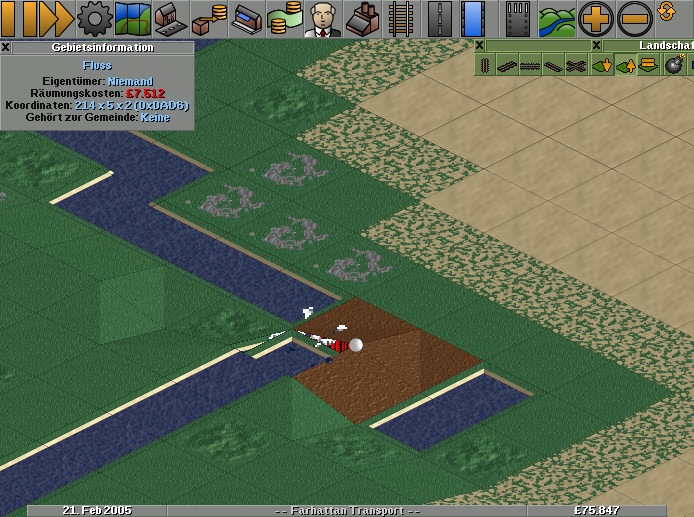 Gebietsinformation
Fluss
Eigentümer: Niemand
Räumungskosten: £7.512
Koordinaten: 214 x 5 x 2 (0x0AD6)
Gehört zur Gemeinde: Keine
Landschaf
21. Feb 2005
-- Farhattan Transport --
£75.847